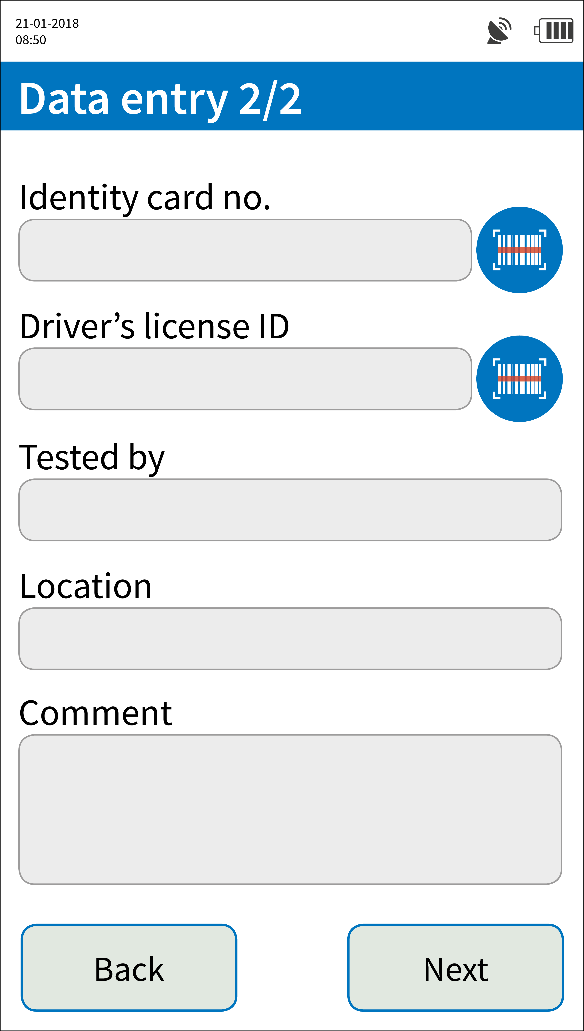 21-01-2018
08:50
Data entry 2/2
Identity card no.
Driver’s license ID
Tested by
Location
Comment
Back
Next